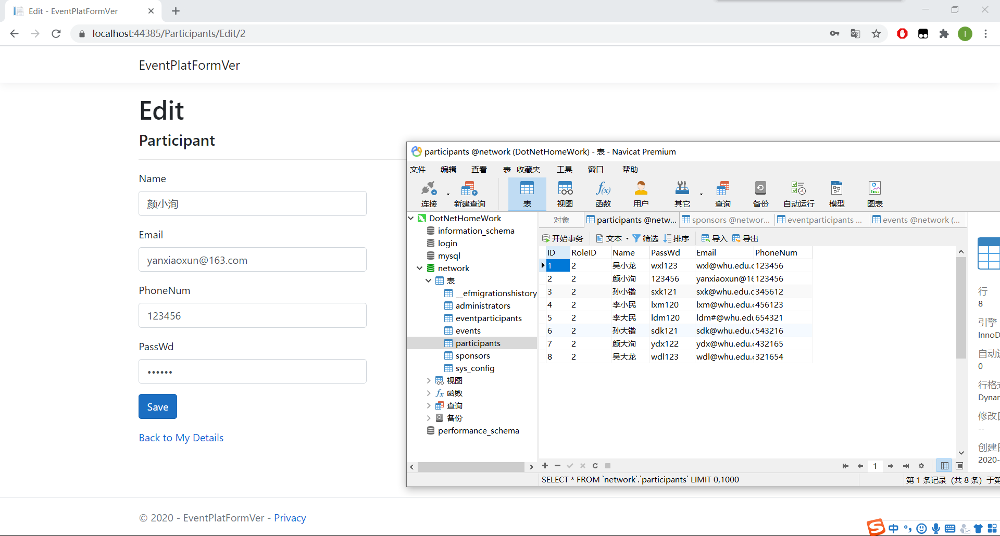 Edit - EventPlatFormVer
localhost:44385/Participants/Edit/2
I
EventPlatFormVer
Edit
Participant
Name
颜小洵
Email
yanxiaoxun@163.com
PhoneNum
123456
PassWd
••••••
Save
Back to My Details
© 2020 - EventPlatFormVer - Privacy
participants @network (DotNetHomeWork) - 表 - Navicat Premium
文件 编辑 查看 表 收藏夹 工具 窗口 帮助
连接 新建查询 表 视图 函数 用户 其它 查询 备份 自动运行 模型 图表
DotNetHomeWork
information_schema
login
mysql
network
表
__efmigrationshistory
administrators
eventparticipants
events
participants
sponsors
sys_config
视图
函数
查询
备份
performance_schema
对象 participants @netw... sponsors @networ... eventparticipants ... events @network (...
开始事务 文本 筛选 排序 导入 导出
ID RoleID Name PassWd Email PhoneNum
1 2 吴小龙 wxl123 wxl@whu.edu.c 123456
2 2 颜小洵 123456 yanxiaoxun@16 123456
3 2 孙小锴 sxk121 sxk@whu.edu.c 345612
4 2 李小民 lxm120 lxm@whu.edu.c 456123
5 2 李大民 ldm120 ldm#@whu.edu 654321
6 2 孙大锴 sdk121 sdk@whu.edu.c 543216
7 2 颜大洵 ydx122 ydx@whu.edu.c 432165
8 2 吴大龙 wdl123 wdl@whu.edu.c 321654
1
SELECT * FROM `network`.`participants` LIMIT 0,1000
第 1 条记录 (共 8 条) 于第
行
8
引擎
InnoD
自动递
0
行格式
Dynan
修改日
--
创建日
2020-
中